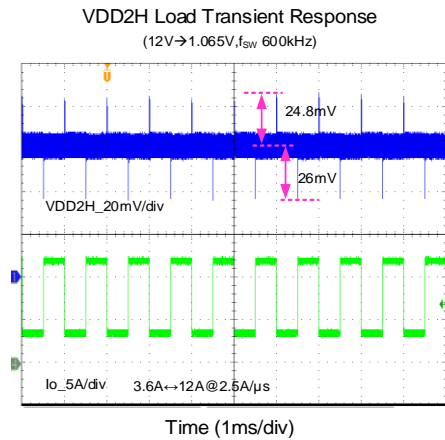 VDD2H Load Transient Response
(12V→1.065V,fSW 600kHz)
24.8mV
26mV
VDD2H_20mV/div
Io_5A/div 3.6A↔12A@2.5A/µs
Time (1ms/div)